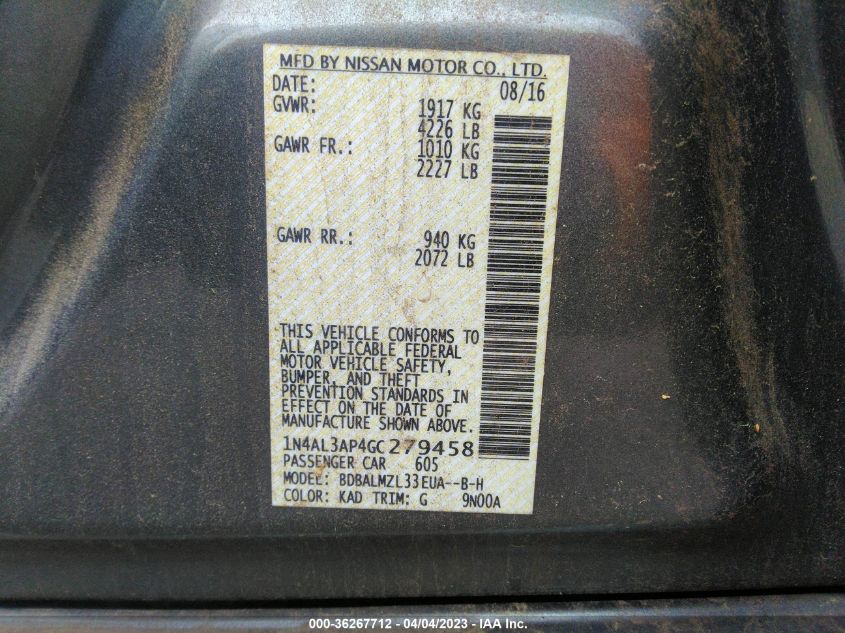 MFD BY NISSAN MOTOR CO., LTD.
DATE: 08/16
GVWR: 1917 KG
4226 LB
GAWR FR.: 1010 KG
2227 LB
GAWR RR.: 940 KG
2072 LB
THIS VEHICLE CONFORMS TO
ALL APPLICABLE FEDERAL
MOTOR VEHICLE SAFETY,
BUMPER, AND THEFT
PREVENTION STANDARDS IN
EFFECT ON THE DATE OF
MANUFACTURE SHOWN ABOVE.
1N4AL3AP4GC279458
PASSENGER CAR 605
MODEL: BDBALMZL33EUA--B-H
COLOR: KAD TRIM: G 9N00A
000-36267712 - 04/04/2023 - IAA Inc.